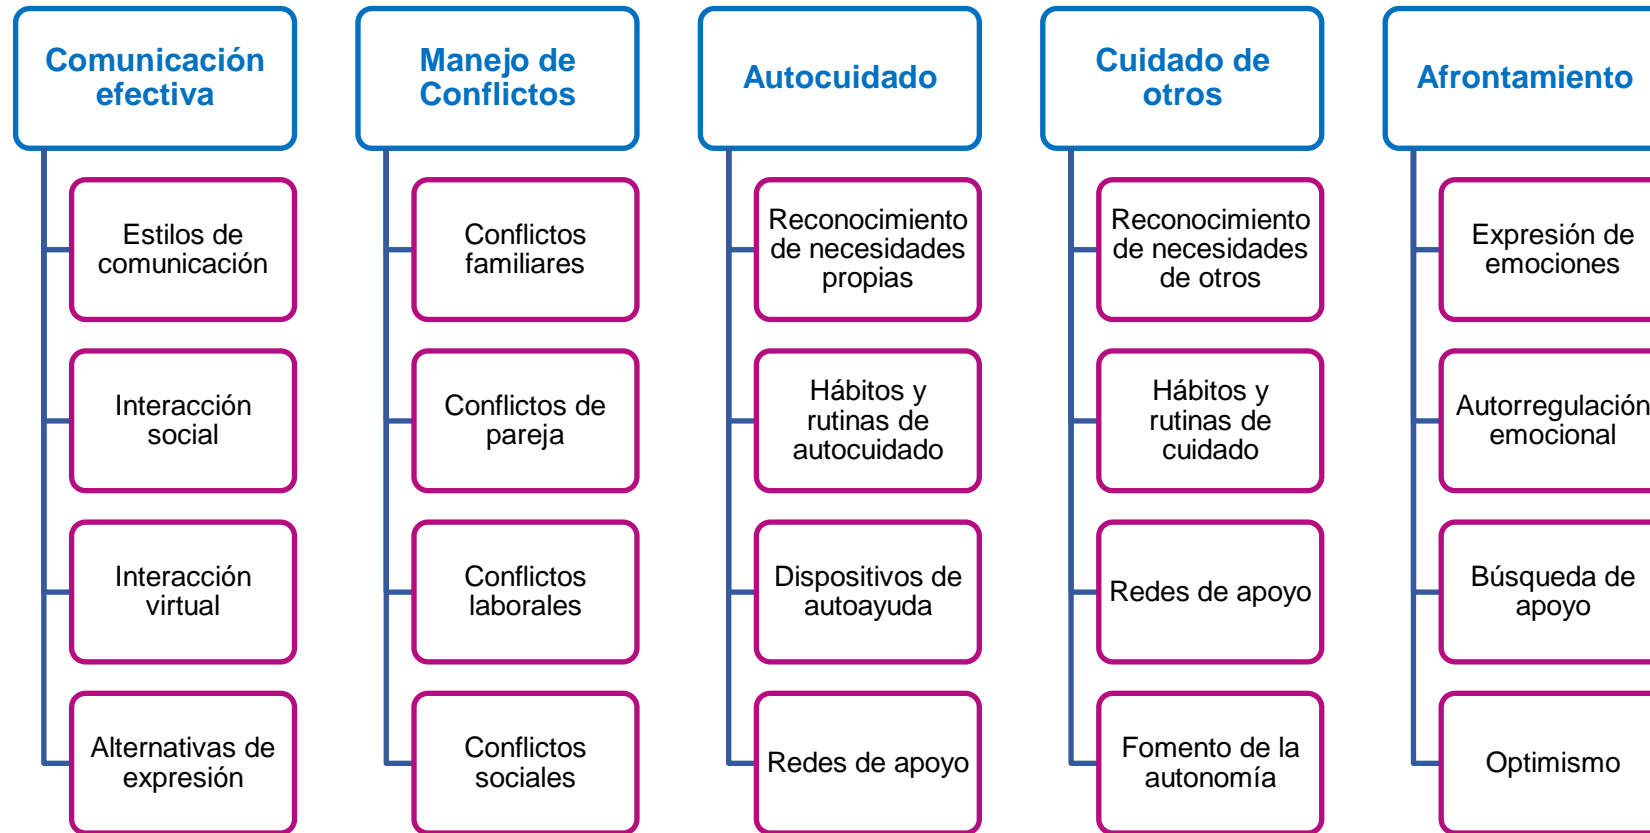 Comunicación
efectiva
Estilos de
comunicación
Interacción
social
Interacción
virtual
Alternativas de
expresión
Manejo de
Conflictos
Conflictos
familiares
Conflictos de
pareja
Conflictos
laborales
Conflictos
sociales
Autocuidado
Reconocimiento
de necesidades
propias
Hábitos y
rutinas de
autocuidado
Dispositivos de
autoayuda
Redes de apoyo
Cuidado de
otros
Reconocimiento
de necesidades
de otros
Hábitos y
rutinas de
cuidado
Redes de apoyo
Fomento de la
autonomía
Afrontamiento
Expresión de
emociones
Autorregulación
emocional
Búsqueda de
apoyo
Optimismo